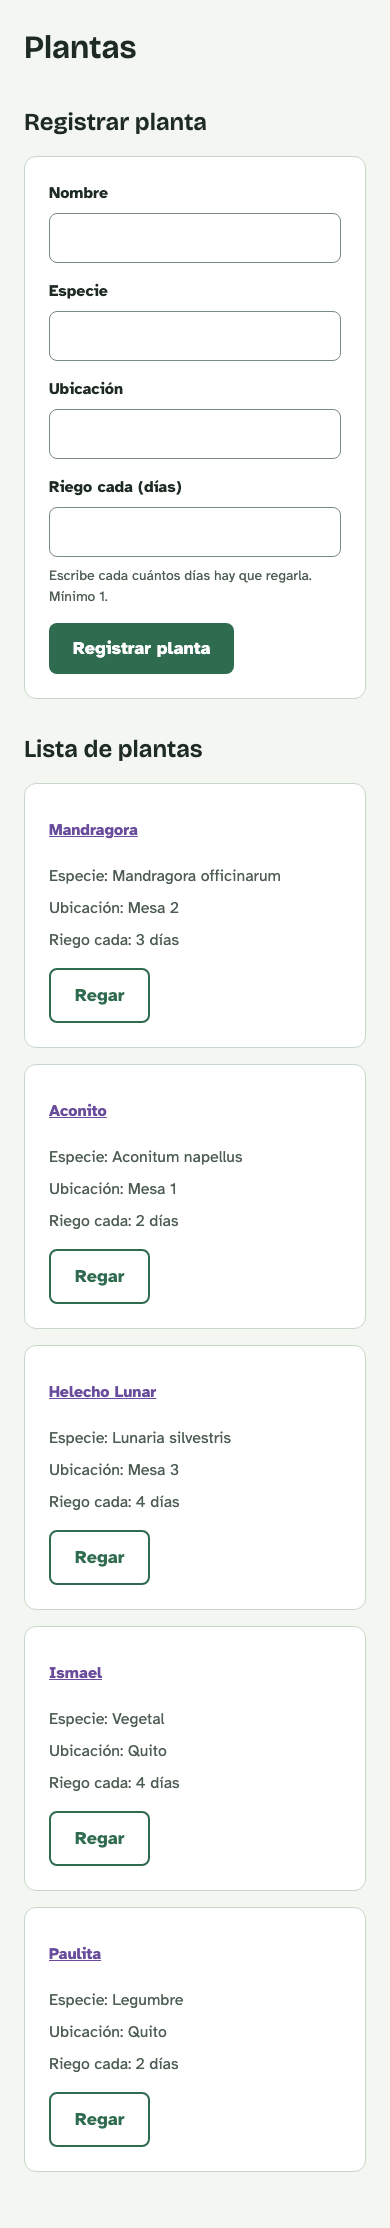 Plantas
Registrar planta
Nombre
Especie
Ubicación
Riego cada (días)
Escribe cada cuántos días hay que regarla.
Mínimo 1.
Registrar planta
Lista de plantas
Mandragora
Especie: Mandragora officinarum
Ubicación: Mesa 2
Riego cada: 3 días
Regar
Aconito
Especie: Aconitum napellus
Ubicación: Mesa 1
Riego cada: 2 días
Regar
Helecho Lunar
Especie: Lunaria silvestris
Ubicación: Mesa 3
Riego cada: 4 días
Regar
Ismael
Especie: Vegetal
Ubicación: Quito
Riego cada: 4 días
Regar
Paulita
Especie: Legumbre
Ubicación: Quito
Riego cada: 2 días
Regar